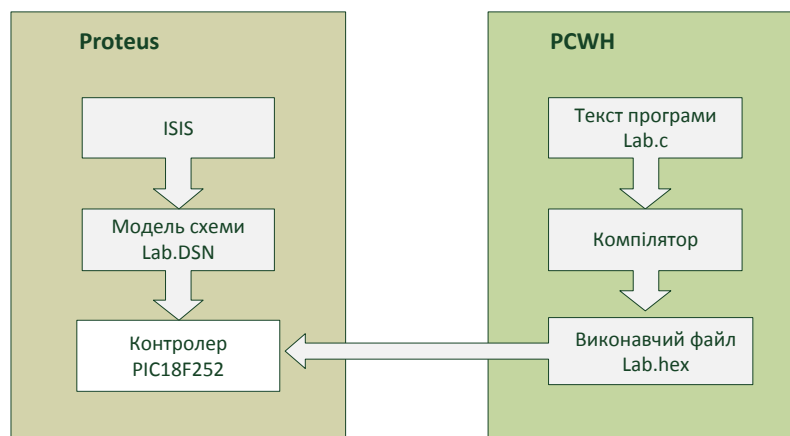 Proteus
ISIS
Модель схеми
Lab.DSN
Контролер
PIC18F252
PCWH
Текст програми
Lab.c
Компілятор
Виконавчий файл
Lab.hex